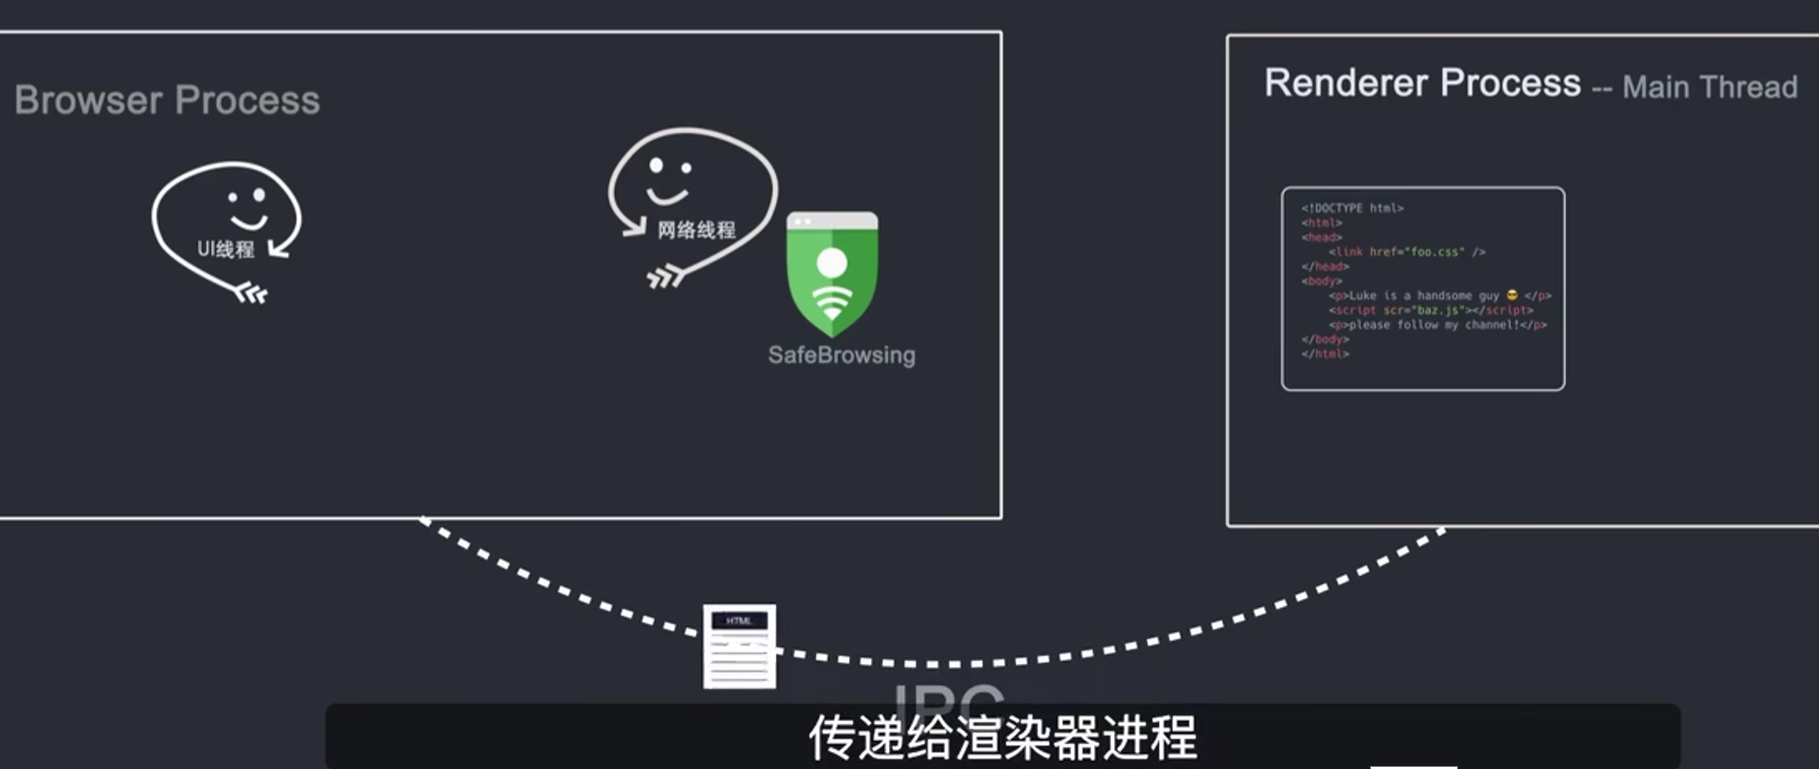 Browser Process
UI线程
网络线程
SafeBrowsing
Renderer Process -- Main Thread
<!DOCTYPE html>
<html>
<head>
<link href="foo.css" />
</head>
<body>
<p>Luke is a handsome guy 😎 </p>
<script scr="baz.js"></script>
<p>please follow my channel!</p>
</body>
</html>
HTML
IPC
传递给渲染器进程